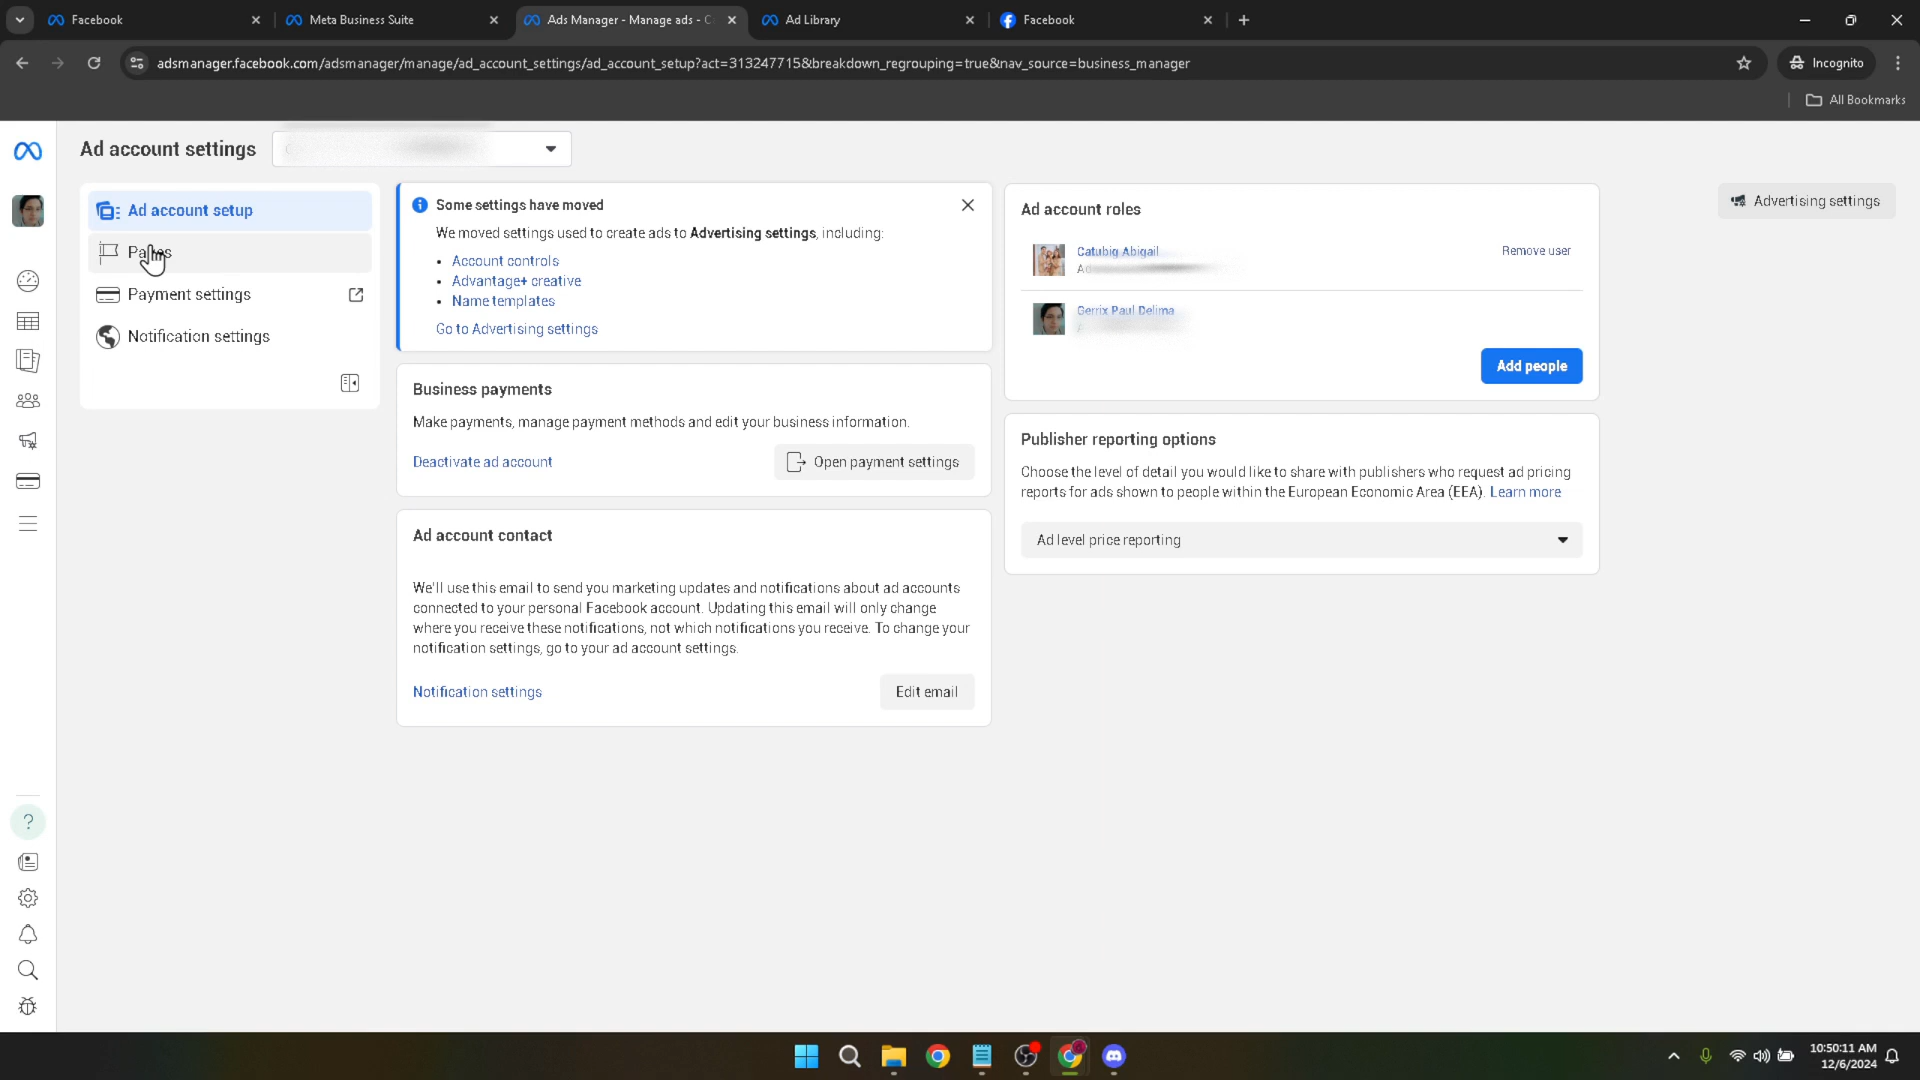 Facebook
Meta Business Suite
Ads Manager - Manage ads - C
Ad Library
Facebook
adsmanager.facebook.com/adsmanager/manage/ad_account_settings/ad_account_setup?act=313247715&breakdown_regrouping=true&nav_source=business_manager
Incognito
All Bookmarks
Ad account settings
Ad account setup
Pages
Payment settings
Notification settings
Some settings have moved
We moved settings used to create ads to Advertising settings, including:
• Account controls
• Advantage+ creative
• Name templates
Go to Advertising settings
Business payments
Make payments, manage payment methods and edit your business information.
Deactivate ad account
Open payment settings
Ad account contact
We'll use this email to send you marketing updates and notifications about ad accounts
connected to your personal Facebook account. Updating this email will only change
where you receive these notifications, not which notifications you receive. To change your
notification settings, go to your ad account settings.
Notification settings
Edit email
Ad account roles
Catubig Abigail
Remove user
Gerrix Paul Delima
Add people
Publisher reporting options
Choose the level of detail you would like to share with publishers who request ad pricing
reports for ads shown to people within the European Economic Area (EEA). Learn more
Ad level price reporting
Advertising settings
10:50:11 AM
12/6/2024